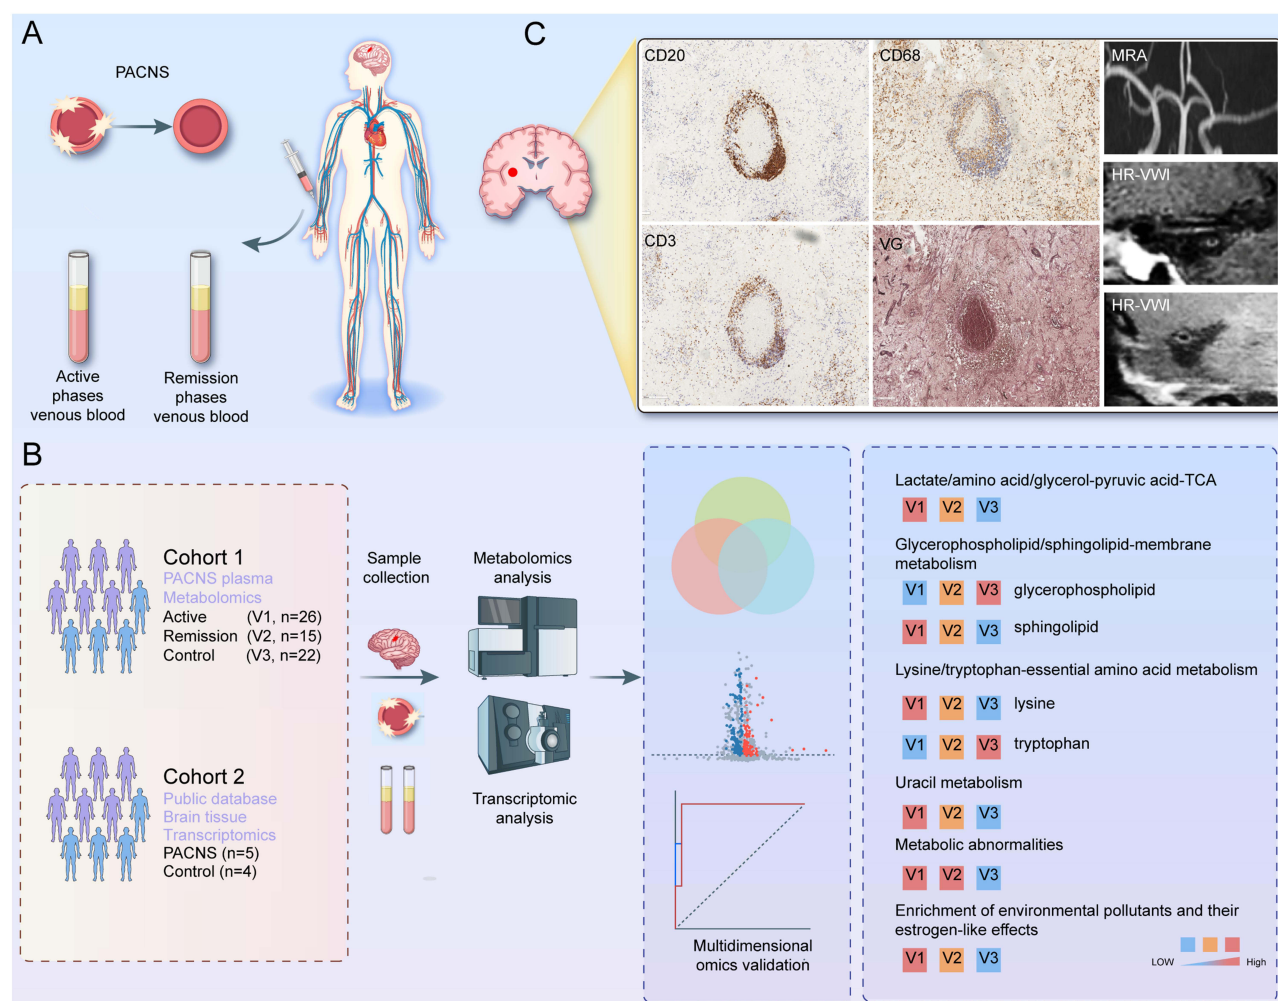 A
PACNS
Active
phases
venous blood
Remission
phases
venous blood
C
CD20
CD68
MRA
HR-VWI
CD3
VG
HR-VWI
B
Cohort 1
PACNS plasma
Metabolomics
Active (V1, n=26)
Remission (V2, n=15)
Control (V3, n=22)
Cohort 2
Public database
Brain tissue
Transcriptomics
PACNS (n=5)
Control (n=4)
Sample
collection
Metabolomics
analysis
Transcriptomic
analysis
Multidimensional
omics validation
Lactate/amino acid/glycerol-pyruvic acid-TCA
V1 V2 V3
Glycerophospholipid/sphingolipid-membrane
metabolism
V1 V2 V3 glycerophospholipid
V1 V2 V3 sphingolipid
Lysine/tryptophan-essential amino acid metabolism
V1 V2 V3 lysine
V1 V2 V3 tryptophan
Uracil metabolism
V1 V2 V3
Metabolic abnormalities
V1 V2 V3
Enrichment of environmental pollutants and their
estrogen-like effects
V1 V2 V3
LOW High